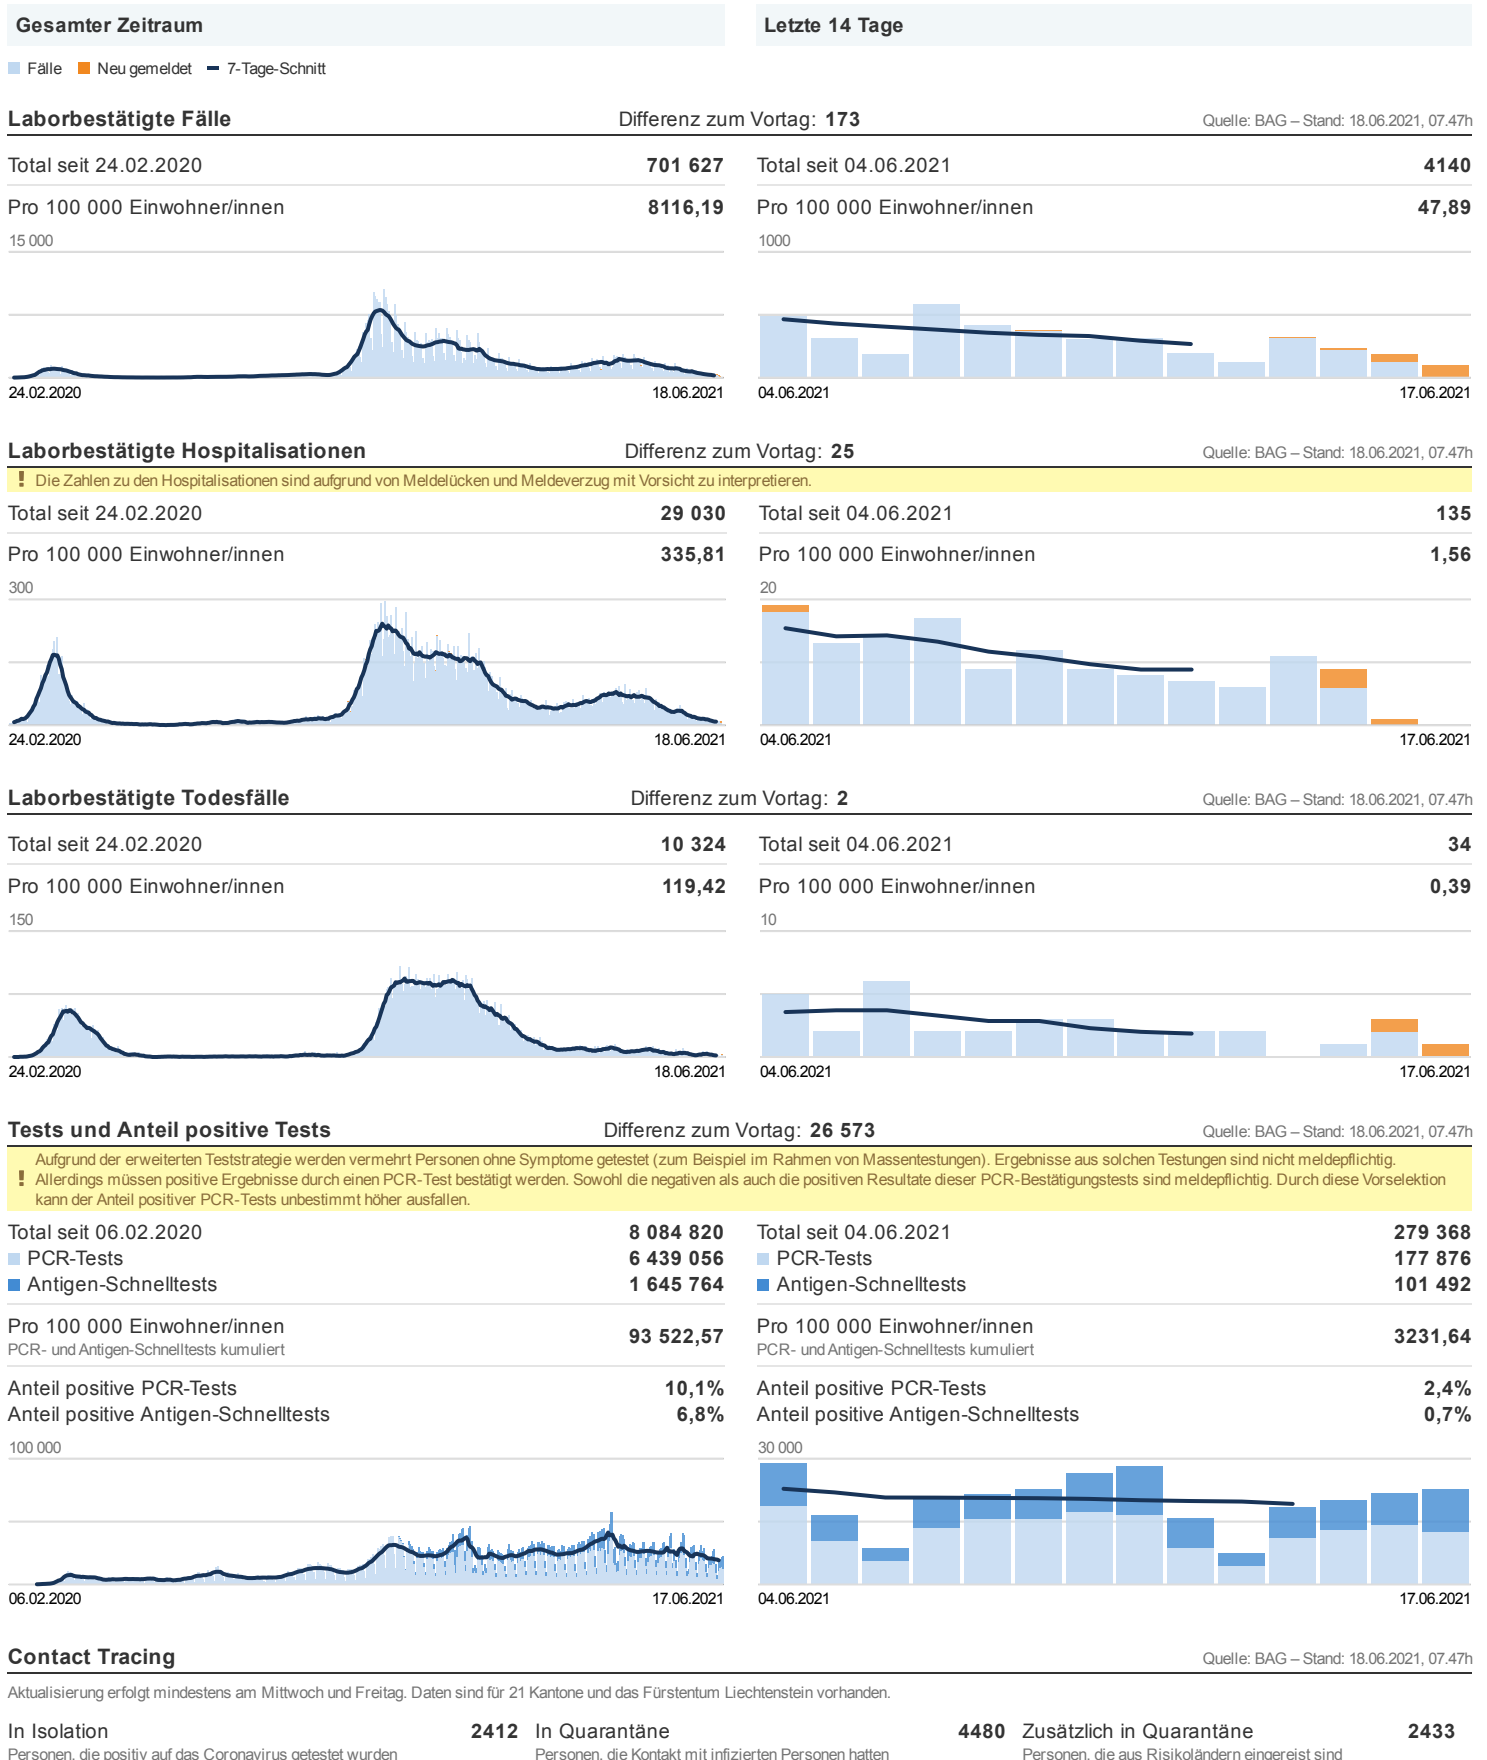 Gesamter Zeitraum
Letzte 14 Tage
Fälle Neu gemeldet 7-Tage-Schnitt
Laborbestätigte Fälle Differenz zum Vortag: 173 Quelle: BAG – Stand: 18.06.2021, 07.47h
Total seit 24.02.2020 701 627
Pro 100 000 Einwohner/innen 8116,19
15 000
24.02.2020 18.06.2021
Total seit 04.06.2021 4140
Pro 100 000 Einwohner/innen 47,89
1000
04.06.2021 17.06.2021
Laborbestätigte Hospitalisationen Differenz zum Vortag: 25 Quelle: BAG – Stand: 18.06.2021, 07.47h
! Die Zahlen zu den Hospitalisationen sind aufgrund von Meldelücken und Meldeverzug mit Vorsicht zu interpretieren.
Total seit 24.02.2020 29 030
Pro 100 000 Einwohner/innen 335,81
300
24.02.2020 18.06.2021
Total seit 04.06.2021 135
Pro 100 000 Einwohner/innen 1,56
20
04.06.2021 17.06.2021
Laborbestätigte Todesfälle Differenz zum Vortag: 2 Quelle: BAG – Stand: 18.06.2021, 07.47h
Total seit 24.02.2020 10 324
Pro 100 000 Einwohner/innen 119,42
150
24.02.2020 18.06.2021
Total seit 04.06.2021 34
Pro 100 000 Einwohner/innen 0,39
10
04.06.2021 17.06.2021
Tests und Anteil positive Tests Differenz zum Vortag: 26 573 Quelle: BAG – Stand: 18.06.2021, 07.47h
Aufgrund der erweiterten Teststrategie werden vermehrt Personen ohne Symptome getestet (zum Beispiel im Rahmen von Massentestungen). Ergebnisse aus solchen Testungen sind nicht meldepflichtig.
! Allerdings müssen positive Ergebnisse durch einen PCR-Test bestätigt werden. Sowohl die negativen als auch die positiven Resultate dieser PCR-Bestätigungstests sind meldepflichtig. Durch diese Vorselektion
kann der Anteil positiver PCR-Tests unbestimmt höher ausfallen.
Total seit 06.02.2020 8 084 820
PCR-Tests 6 439 056
Antigen-Schnelltests 1 645 764
Pro 100 000 Einwohner/innen 93 522,57
PCR- und Antigen-Schnelltests kumuliert
Anteil positive PCR-Tests 10,1%
Anteil positive Antigen-Schnelltests 6,8%
100 000
06.02.2020 17.06.2021
Total seit 04.06.2021 279 368
PCR-Tests 177 876
Antigen-Schnelltests 101 492
Pro 100 000 Einwohner/innen 3231,64
PCR- und Antigen-Schnelltests kumuliert
Anteil positive PCR-Tests 2,4%
Anteil positive Antigen-Schnelltests 0,7%
30 000
04.06.2021 17.06.2021
Contact Tracing Quelle: BAG – Stand: 18.06.2021, 07.47h
Aktualisierung erfolgt mindestens am Mittwoch und Freitag. Daten sind für 21 Kantone und das Fürstentum Liechtenstein vorhanden.
In Isolation 2412
Personen, die positiv auf das Coronavirus getestet wurden
In Quarantäne 4480
Personen, die Kontakt mit infizierten Personen hatten
Zusätzlich in Quarantäne 2433
Personen, die aus Risikoländern eingereist sind